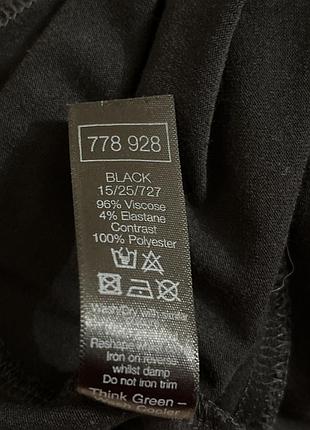 778 928
BLACK
15/25/727
96% Viscose
4% Elastane
Contrast
100% Polyester
Wash/Dry with similar
Reshape
Iron on reverse
whilst damp
Do not iron trim
Think Green –
Cooler